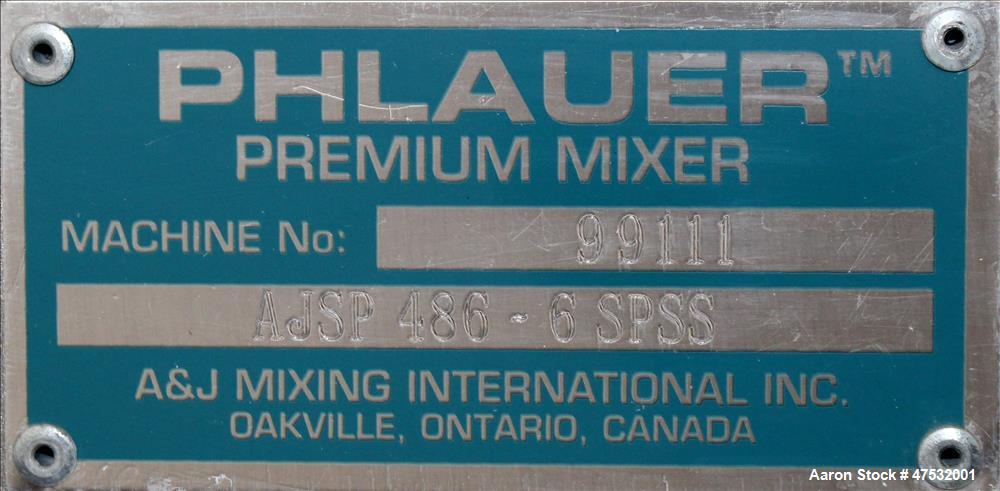 PHLAUER™
PREMIUM MIXER
MACHINE No: 99111
AJSP 486 - 6 SPSS
A&J MIXING INTERNATIONAL INC.
OAKVILLE, ONTARIO, CANADA
Aaron Stock # 47532001